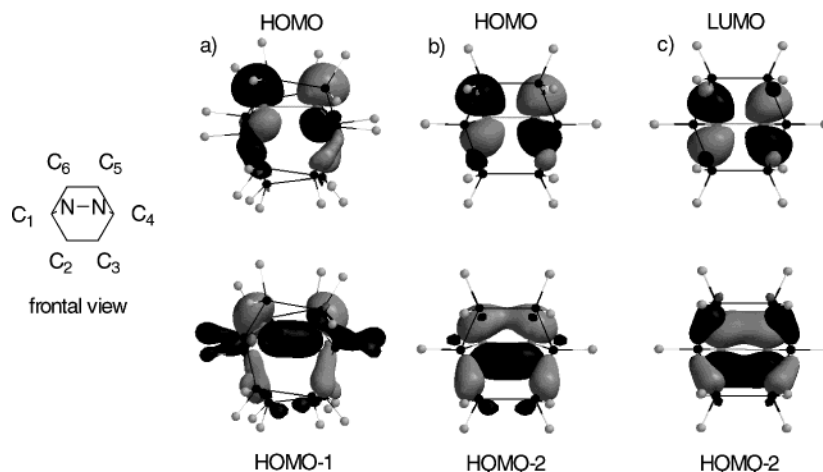 HOMO
a)
HOMO
b)
LUMO
c)
C6 C5
C1 N–N C4
C2 C3
frontal view
HOMO-1
HOMO-2
HOMO-2